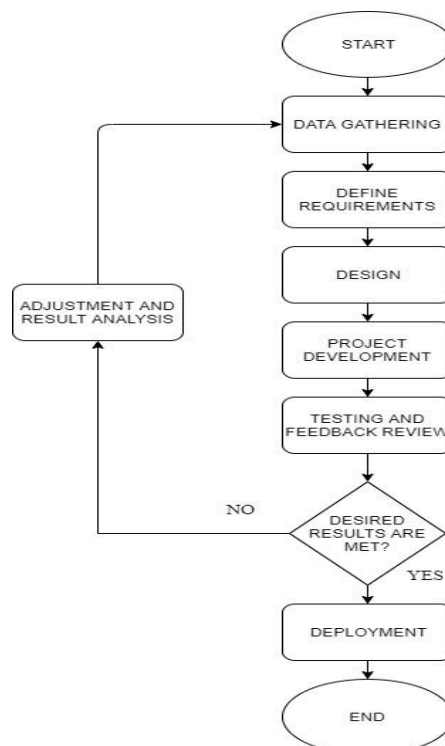 START
DATA GATHERING
DEFINE
REQUIREMENTS
DESIGN
ADJUSTMENT AND
RESULT ANALYSIS
PROJECT
DEVELOPMENT
TESTING AND
FEEDBACK REVIEW
NO
DESIRED
RESULTS ARE
MET?
YES
DEPLOYMENT
END